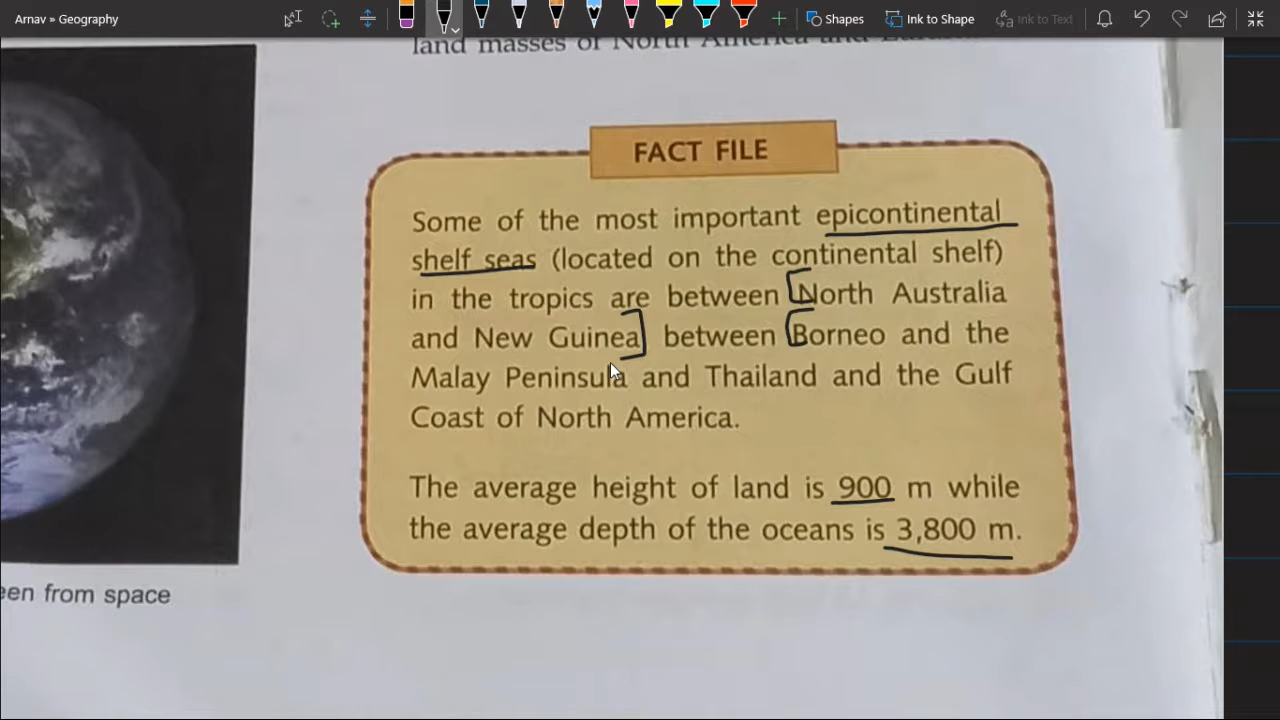 Arnav » Geography
Shapes
Ink to Shape
Ink to Text
land masses of North America and
FACT FILE
Some of the most important epicontinental
shelf seas (located on the continental shelf)
in the tropics are between North Australia
and New Guinea between Borneo and the
Malay Peninsula and Thailand and the Gulf
Coast of North America.
The average height of land is 900 m while
the average depth of the oceans is 3,800 m.
een from space